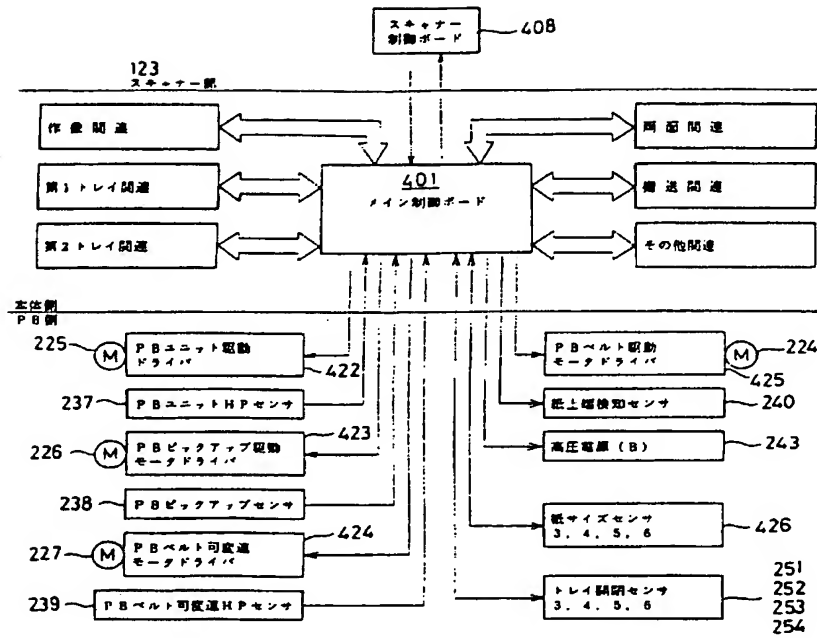 スキャナー
制御ボード
408
123
スキャナー部
作像関連
両面関連
401
メイン制御ボード
第1トレイ関連
搬送関連
第2トレイ関連
その他関連
本体側
PB側
225
M
PBユニット駆動
ドライバ
422
PBベルト駆動
モータドライバ
M
224
425
237
PBユニットHPセンサ
紙上端検知センサ
240
423
226
M
PBピックアップ駆動
モータドライバ
高圧電源(B)
243
238
PBピックアップセンサ
424
紙サイズセンサ
3,4,5,6
426
227
M
PBベルト可変速
モータドライバ
239
PBベルト可変速HPセンサ
トレイ開閉センサ
3,4,5,6
251
252
253
254